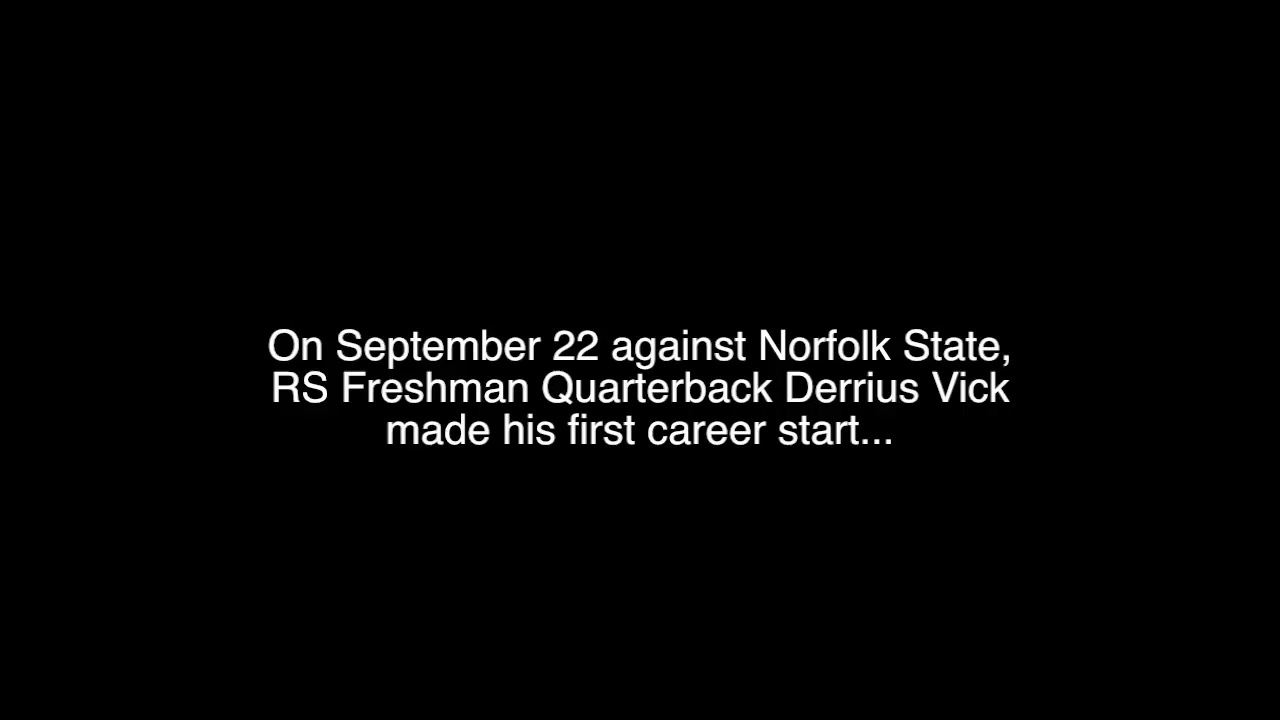 On September 22 against Norfolk State,
RS Freshman Quarterback Derrius Vick
made his first career start...